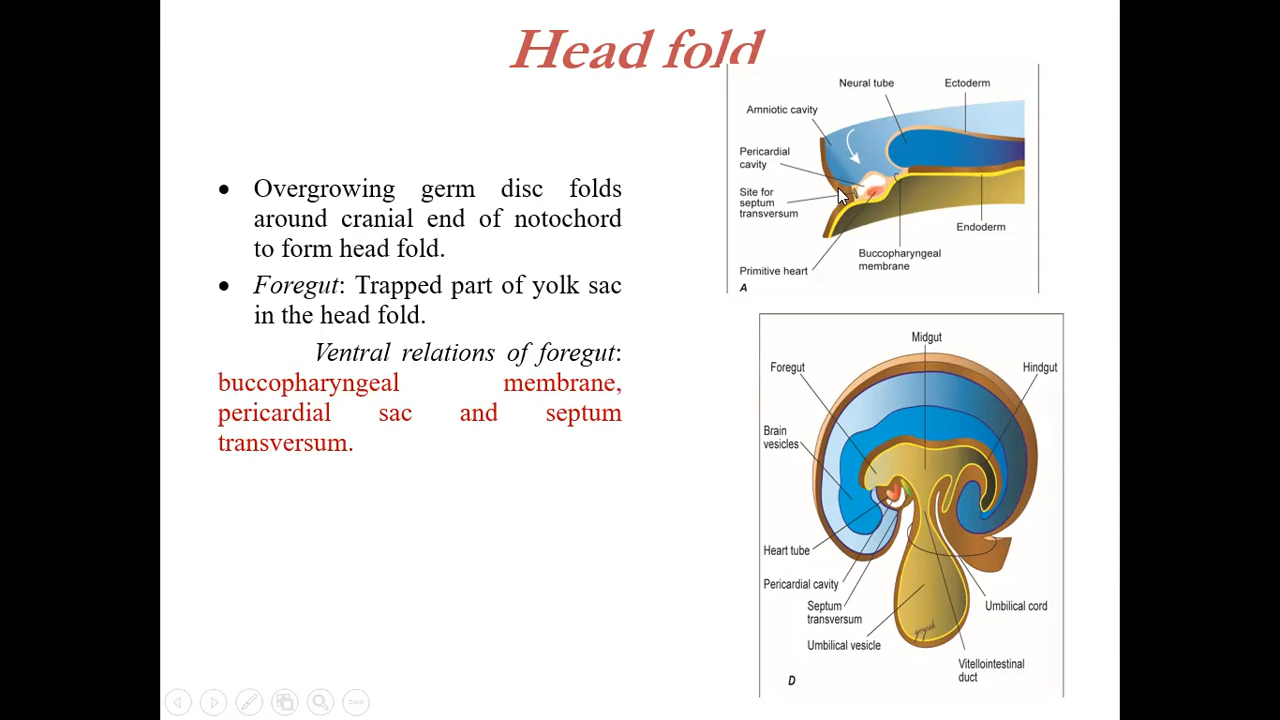 Head fold
• Overgrowing germ disc folds
around cranial end of notochord
to form head fold.
• Foregut: Trapped part of yolk sac
in the head fold.
Ventral relations of foregut:
buccopharyngeal membrane,
pericardial sac and septum
transversum.
Neural tube
Ectoderm
Amniotic cavity
Pericardial
cavity
Site for
septum
transversum
Endoderm
Buccopharyngeal
membrane
Primitive heart
A
Midgut
Foregut
Hindgut
Brain
vesicles
Heart tube
Pericardial cavity
Septum
transversum
Umbilical cord
Umbilical vesicle
Vitellointestinal
duct
D